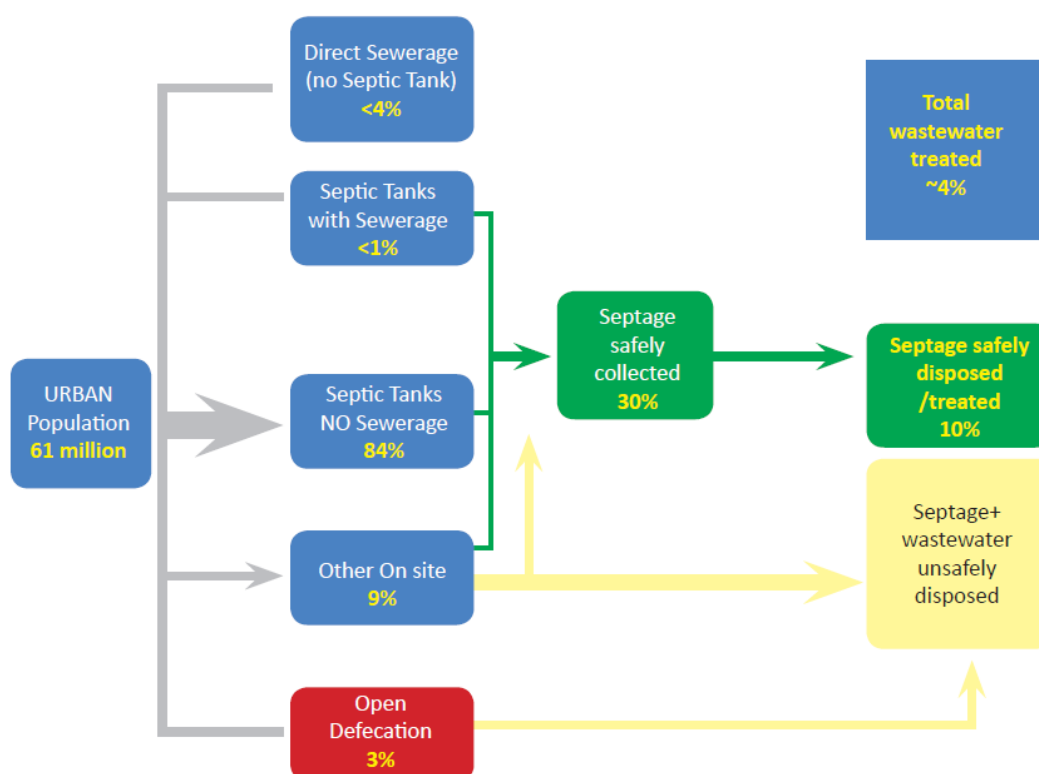 Direct Sewerage
(no Septic Tank)
<4%
Total
wastewater
treated
~4%
Septic Tanks
with Sewerage
<1%
Septage
safely
collected
30%
Septage safely
disposed
/treated
10%
URBAN
Population
61 million
Septic Tanks
NO Sewerage
84%
Septage+
wastewater
unsafely
disposed
Other On site
9%
Open
Defecation
3%